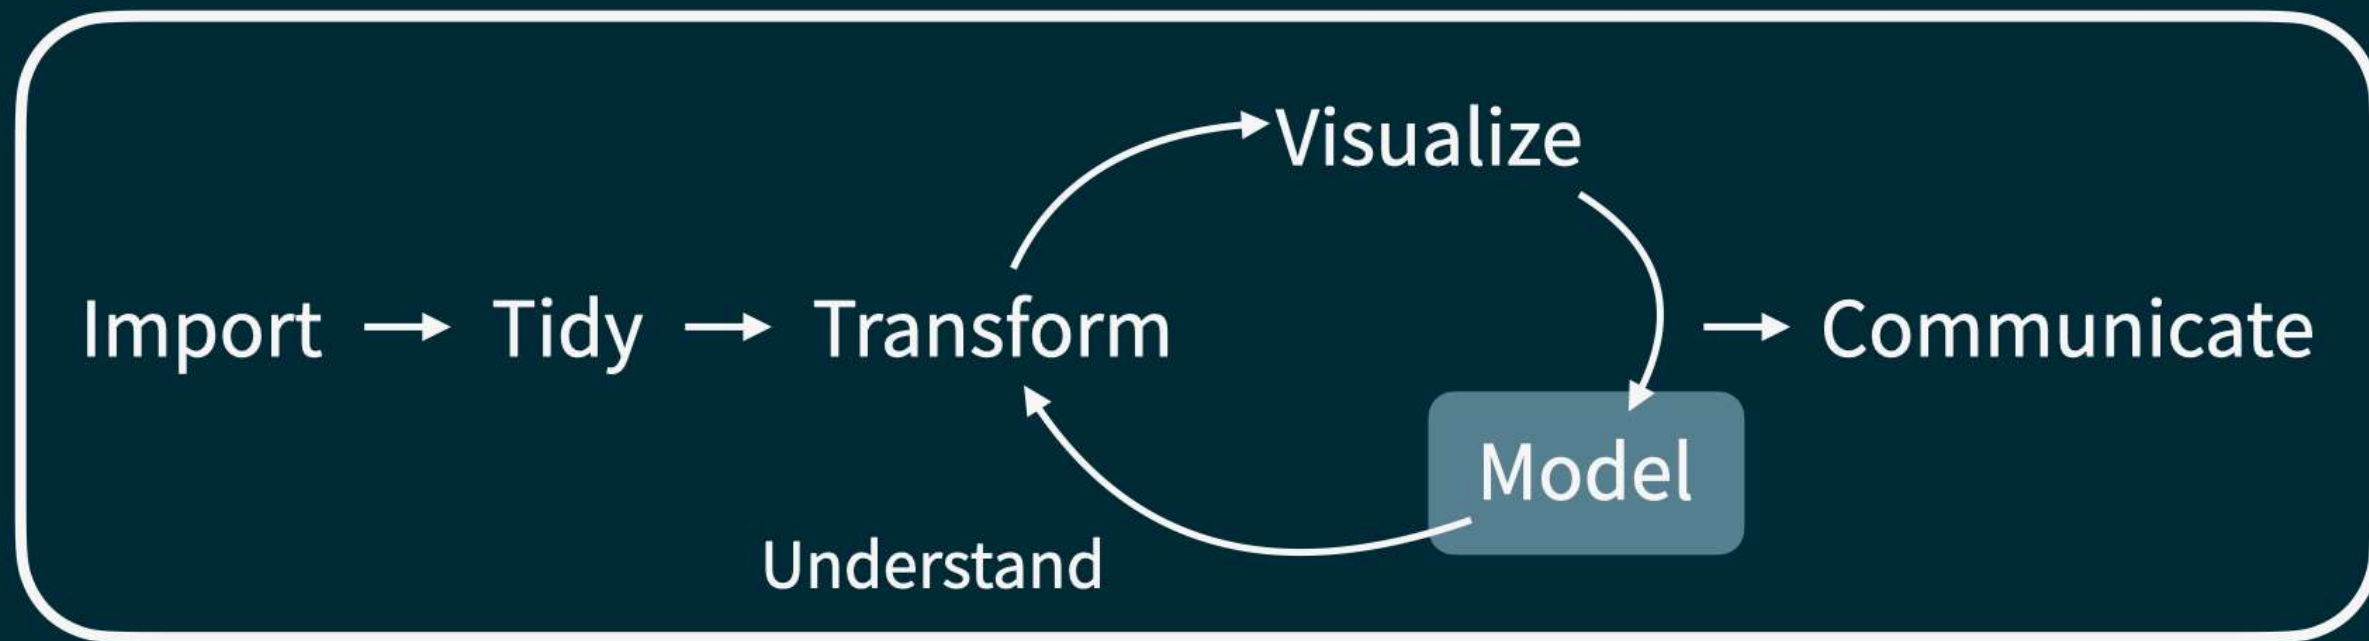 Visualize
Import → Tidy → Transform → Communicate
Model
Understand